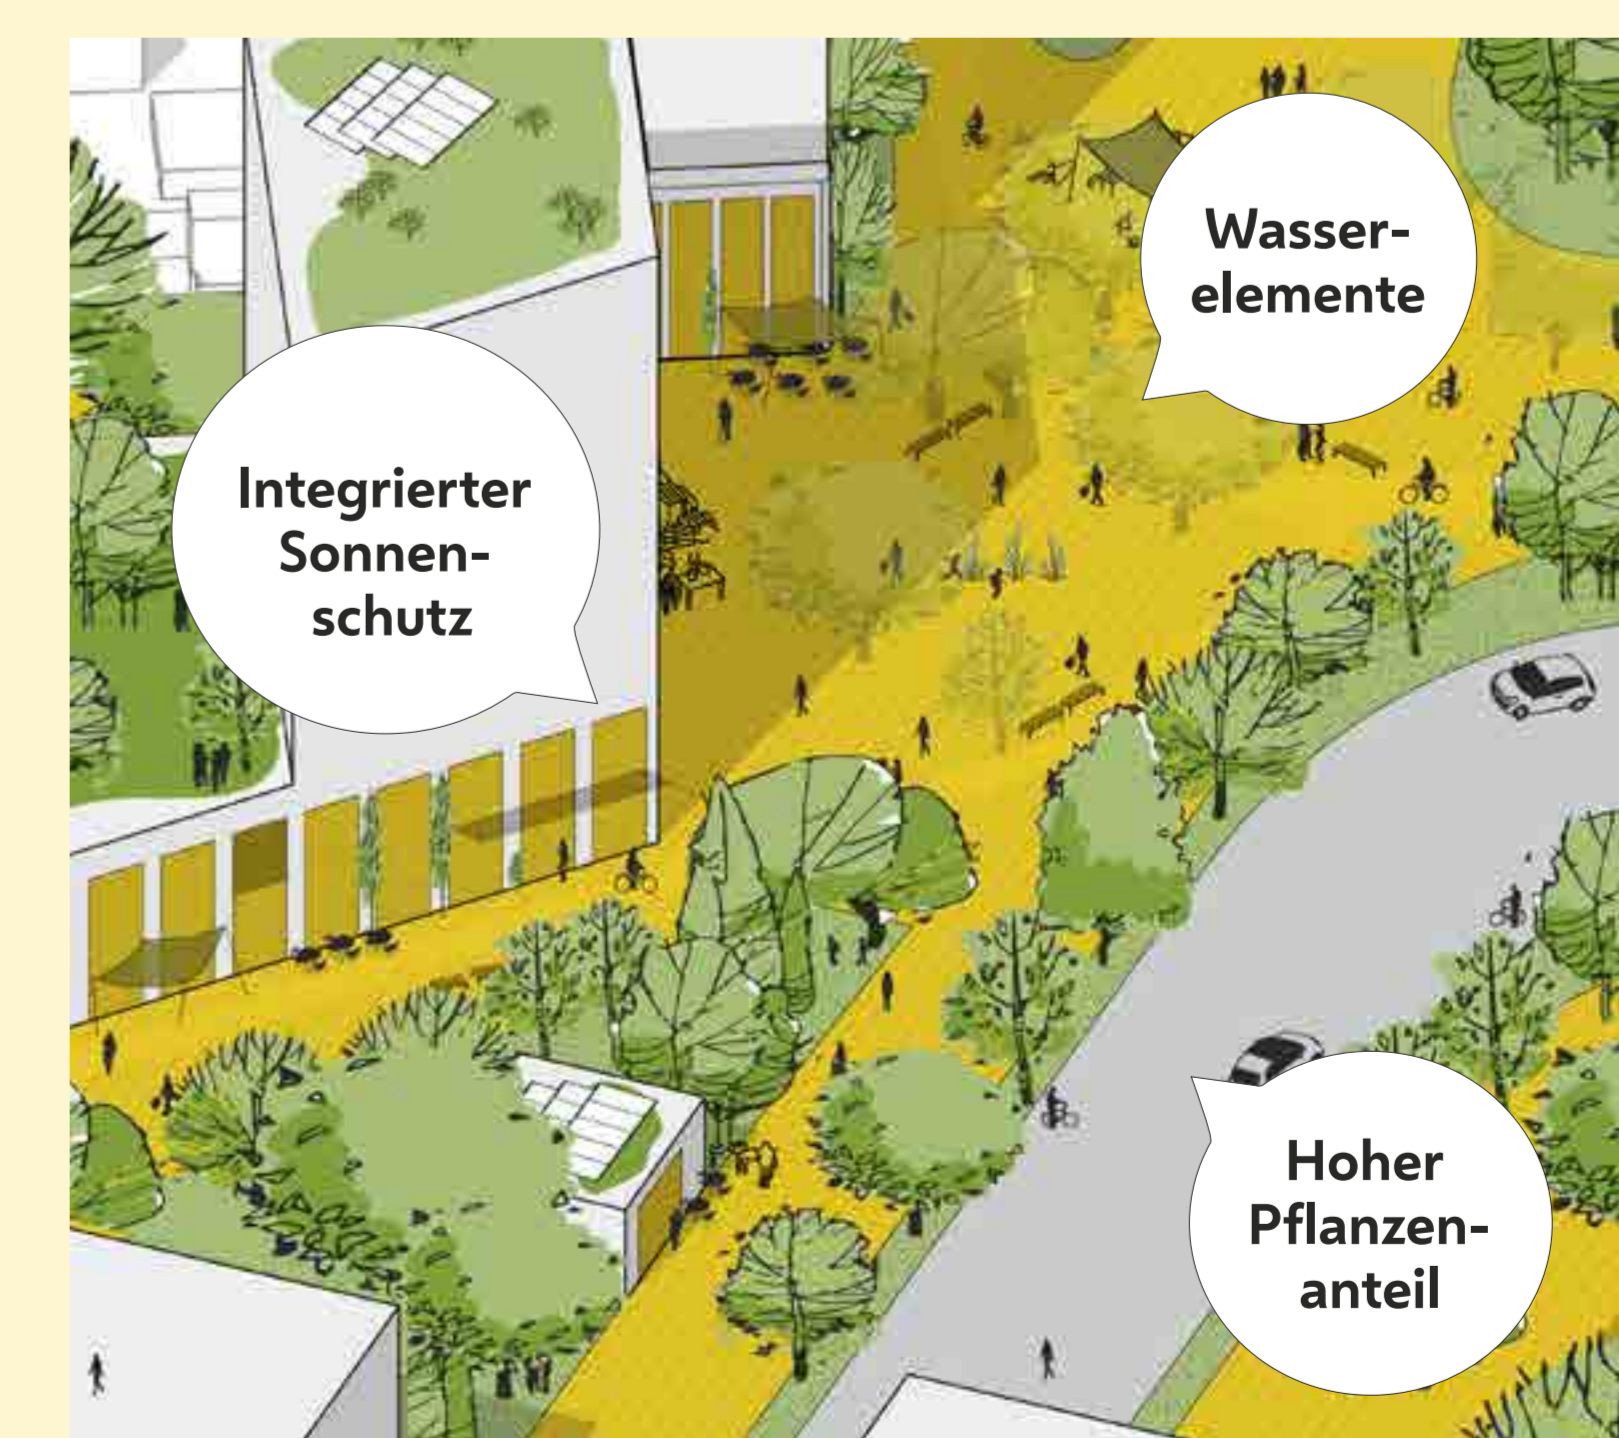 Wasser-
elemente
Integrierter
Sonnen-
schutz
Hoher
Pflanzen-
anteil